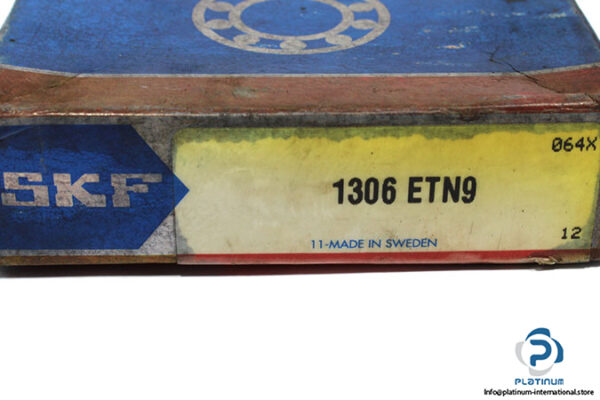 064X
SKF
1306 ETN9
12
11-MADE IN SWEDEN
PLATINUM
info@platinum-international.store